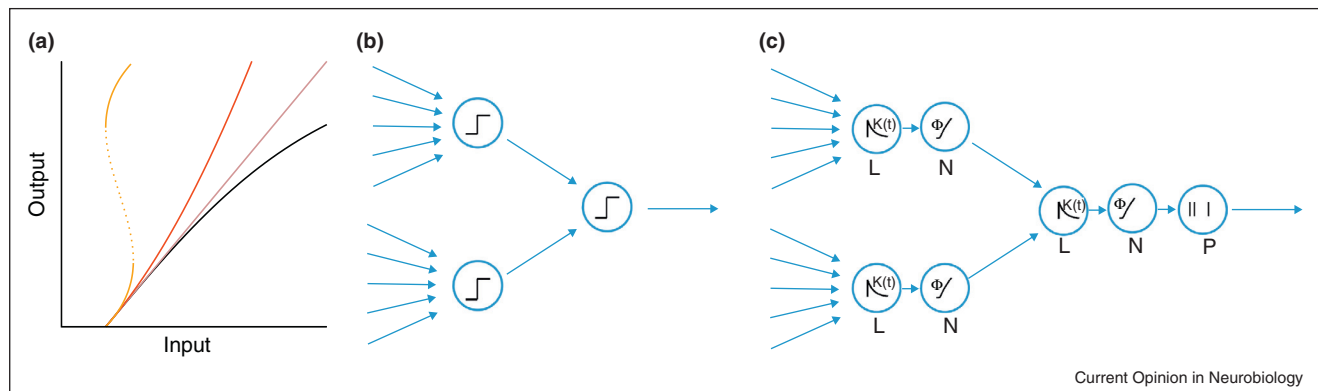 (a)
Output
Input
(b)
(c)
K(t)
Φ
L
N
K(t)
Φ
L
N
P
K(t)
Φ
L
N
Current Opinion in Neurobiology